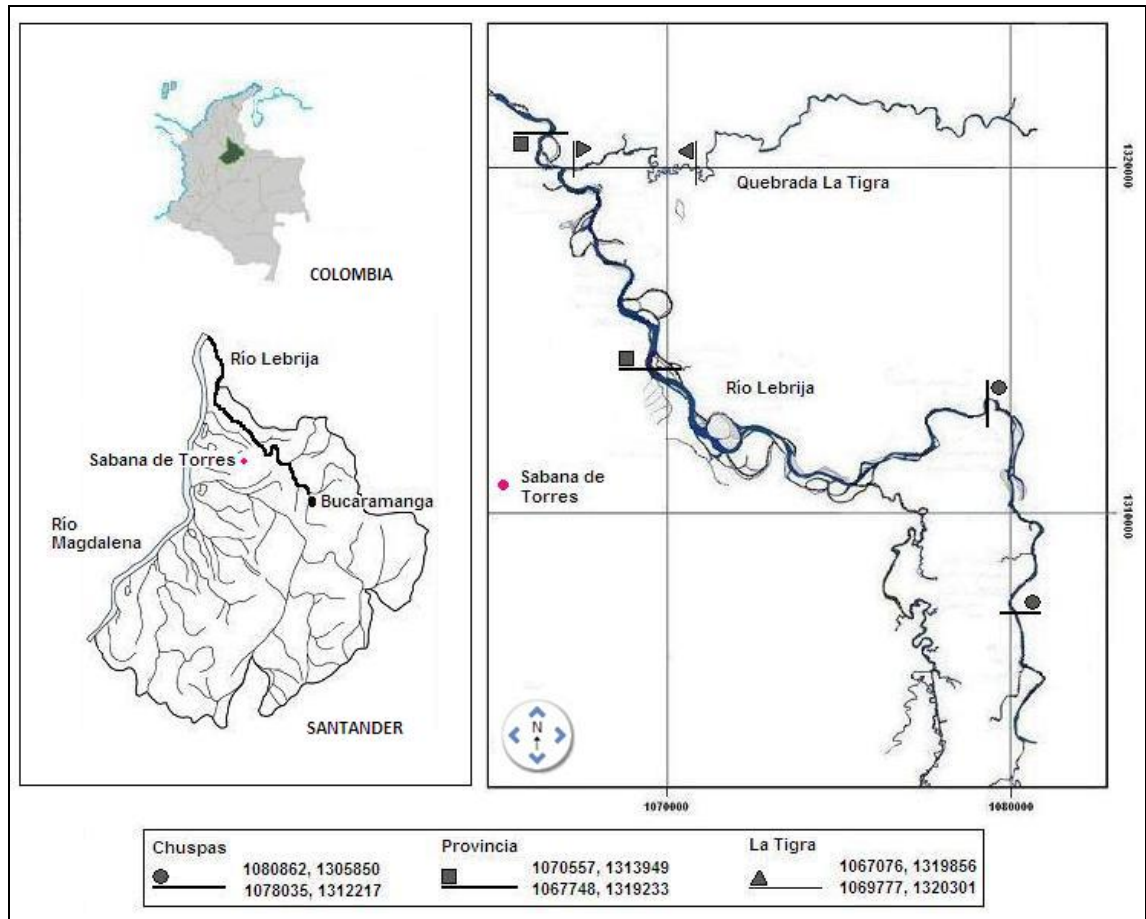 COLOMBIA
Río Lebrija
Sabana de Torres
Bucaramanga
Río
Magdalena
SANTANDER
Quebrada La Tigra
1320000
Río Lebrija
Sabana de
Torres
1310000
N
1070000
1080000
Chuspas
1080862, 1305850
1078035, 1312217
Provincia
1070557, 1313949
1067748, 1319233
La Tigra
1067076, 1319856
1069777, 1320301